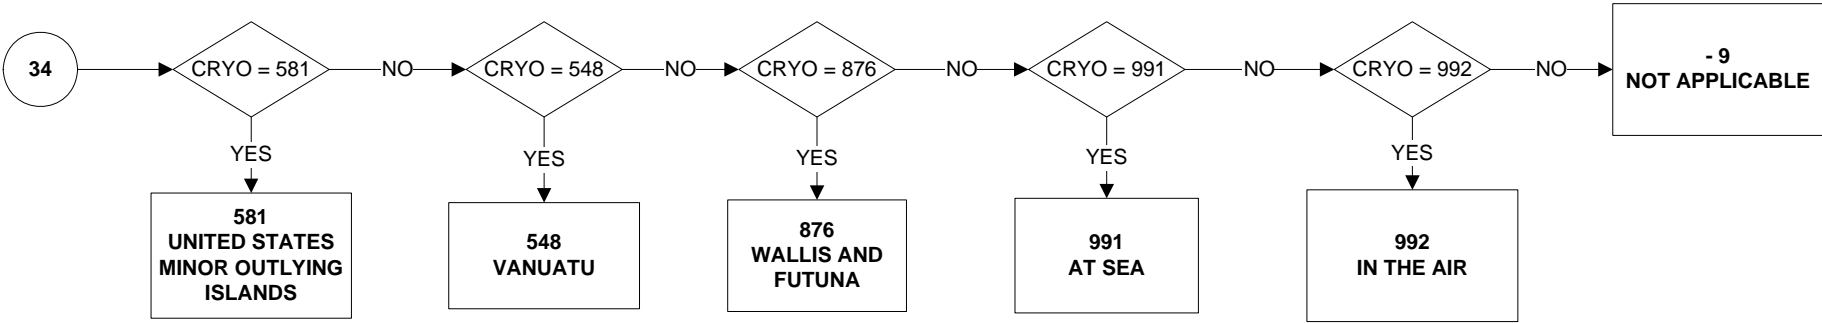 34
CRYO = 581
NO
CRYO = 548
NO
CRYO = 876
NO
CRYO = 991
NO
CRYO = 992
NO
- 9
NOT APPLICABLE
YES
YES
YES
YES
YES
581
UNITED STATES
MINOR OUTLYING
ISLANDS
548
VANUATU
876
WALLIS AND
FUTUNA
991
AT SEA
992
IN THE AIR